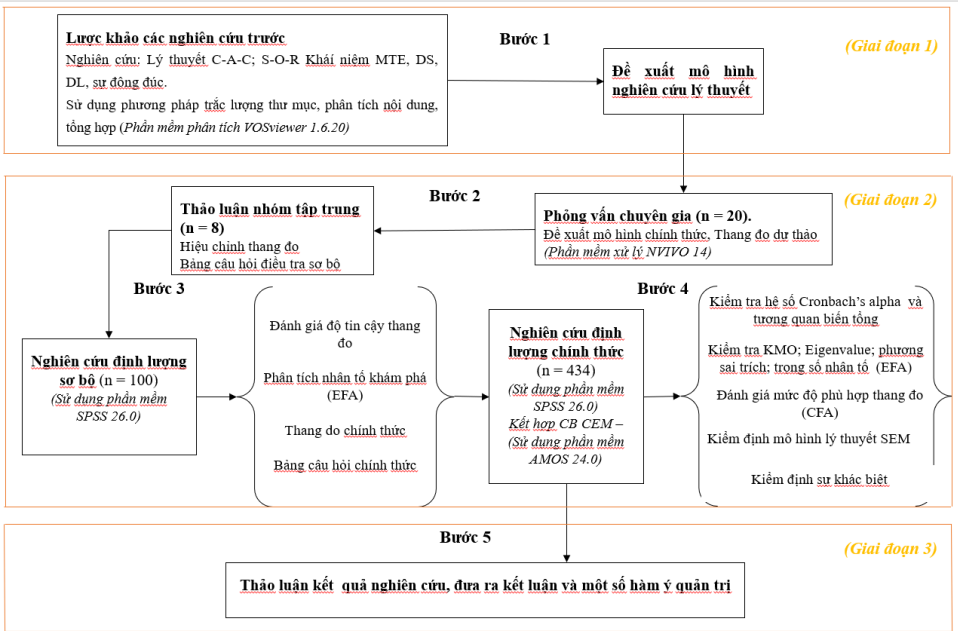 Bước 1
(Giai đoạn 1)
Lược khảo các nghiên cứu trước
Nghiên cứu: Lý thuyết C-A-C; S-O-R Khái niệm MTE, DS,
DL, sự đông đúc.
Sử dụng phương pháp trắc lượng thư mục, phân tích nội dung,
tổng hợp (Phần mềm phân tích VOSviewer 1.6.20)
Đề xuất mô hình
nghiên cứu lý thuyết
Bước 2
(Giai đoạn 2)
Thảo luận nhóm tập trung
(n = 8)
Hiệu chỉnh thang đo
Bảng câu hỏi điều tra sơ bộ
Phỏng vấn chuyên gia (n = 20).
Đề xuất mô hình chính thức, Thang đo dự thảo
(Phần mềm xử lý NVIVO 14)
Bước 3
Bước 4
Nghiên cứu định lượng
sơ bộ (n = 100)
(Sử dụng phần mềm
SPSS 26.0)
Đánh giá độ tin cậy thang
đo
Phân tích nhân tố khám phá
(EFA)
Thang do chính thức
Bảng câu hỏi chính thức
Nghiên cứu định
lượng chính thức
(n = 434)
(Sử dụng phần mềm
SPSS 26.0)
Kết hợp CB CEM –
(Sử dụng phần mềm
AMOS 24.0)
Kiểm tra hệ số Cronbach's alpha và
tương quan biến tổng
Kiểm tra KMO; Eigenvalue; phương
sai trích; trọng số nhân tố (EFA)
Đánh giá mức độ phù hợp thang đo
(CFA)
Kiểm định mô hình lý thuyết SEM
Kiểm định sự khác biệt
Bước 5
(Giai đoạn 3)
Thảo luận kết quả nghiên cứu, đưa ra kết luận và một số hàm ý quản trị